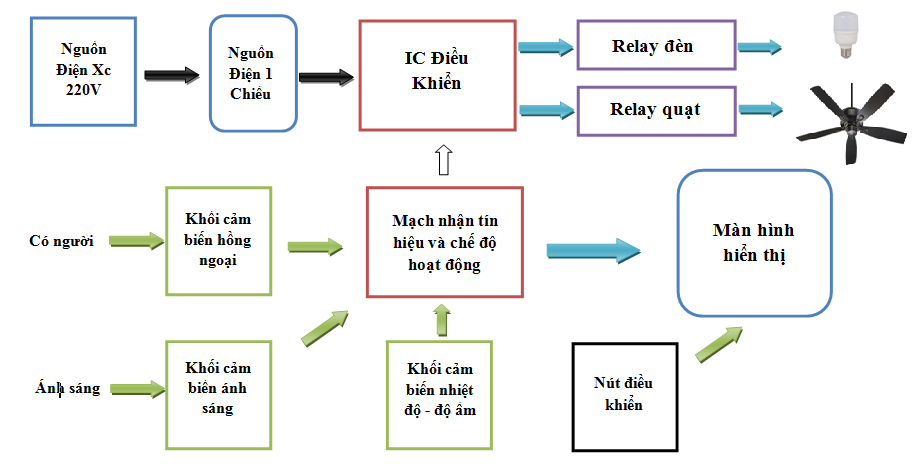 Nguồn
Điện Xc
220V
Nguồn
Điện 1
Chiều
IC Điều
Khiển
Relay đèn
Relay quạt
Có người
Khối cảm
biến hồng
ngoại
Mạch nhận tín
hiệu và chế độ
hoạt động
Màn hình
hiển thị
Ánh sáng
Khối cảm
biến ánh
sáng
Khối cảm
biến nhiệt
độ - độ ẩm
Nút điều
khiển